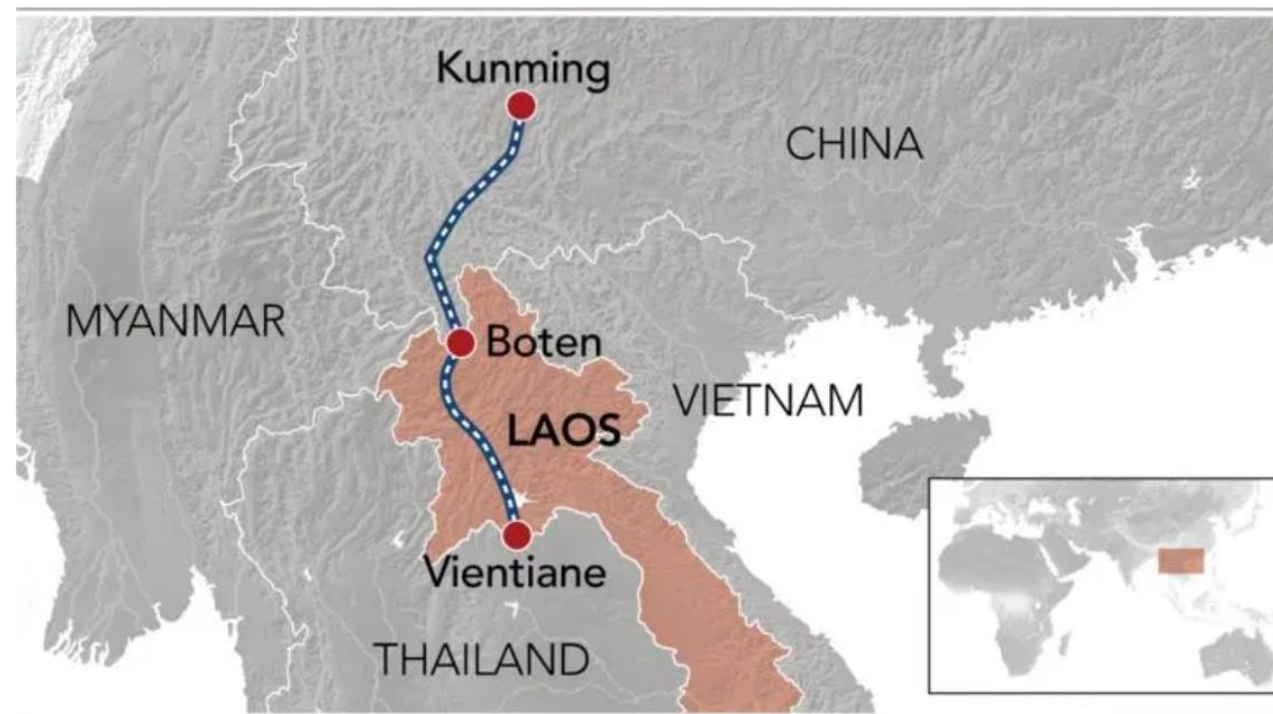 Kunming
CHINA
MYANMAR
Boten
VIETNAM
LAOS
Vientiane
THAILAND